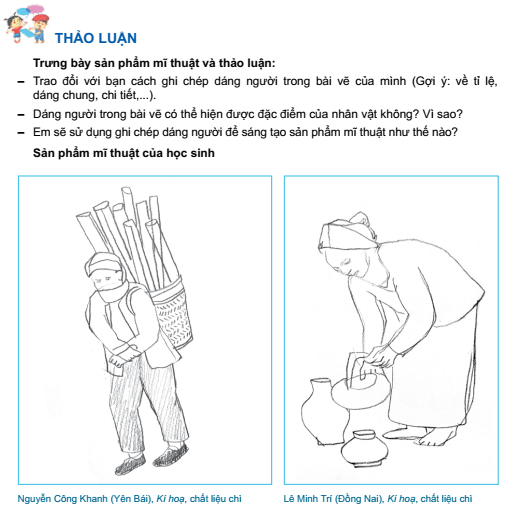 THẢO LUẬN
Trưng bày sản phẩm mĩ thuật và thảo luận:
– Trao đổi với bạn cách ghi chép dáng người trong bài vẽ của mình (Gợi ý: về tỉ lệ,
dáng chung, chi tiết,...).
– Dáng người trong bài vẽ có thể hiện được đặc điểm của nhân vật không? Vì sao?
– Em sẽ sử dụng ghi chép dáng người để sáng tạo sản phẩm mĩ thuật như thế nào?
Sản phẩm mĩ thuật của học sinh
Nguyễn Công Khanh (Yên Bái), Kí hoạ, chất liệu chì
Lê Minh Trí (Đồng Nai), Kí hoạ, chất liệu chì